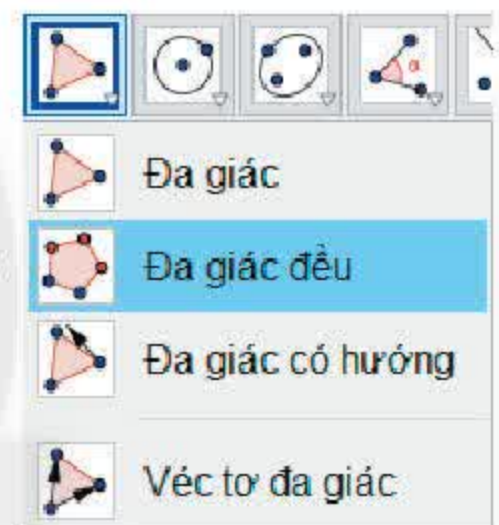 α
Đa giác
Đa giác đều
Đa giác có hướng
Véc tơ đa giác